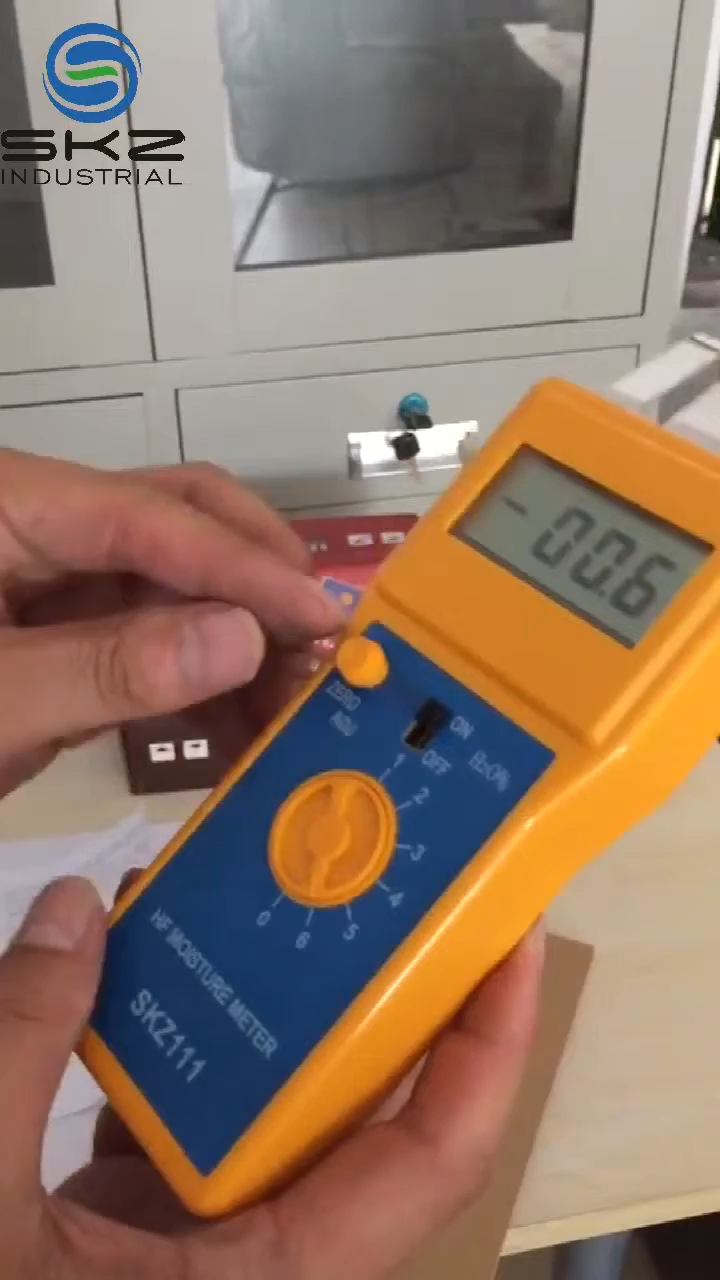 SKZ
INDUSTRIAL
-00.6
ZERO
ADJ
ON
OFF
H₂O%
1
2
3
4
5
6
0
HF MOISTURE METER
SKZ111